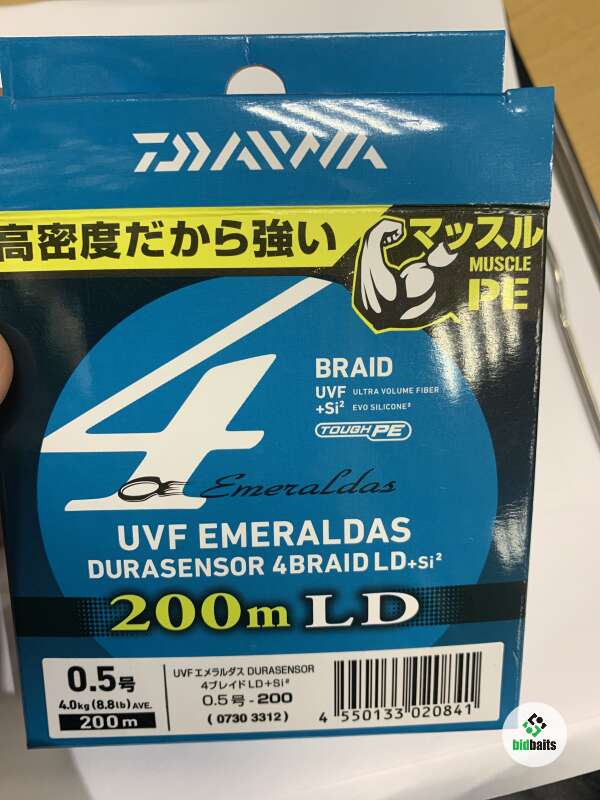 DAIWA
高密度だから強い
マッスル
MUSCLE
PE
4
BRAID
UVF ULTRA VOLUME FIBER
+Si² EVO SILICONE²
TOUGH PE
Emeraldas
UVF EMERALDAS
DURASENSOR 4BRAID LD+Si²
200m LD
0.5号
4.0kg (8.8lb) AVE.
200m
UVFエメラルダス DURASENSOR
4ブレイドLD+Si²
0.5号-200
(0730 3312)
4 550133 020841
bidbaits